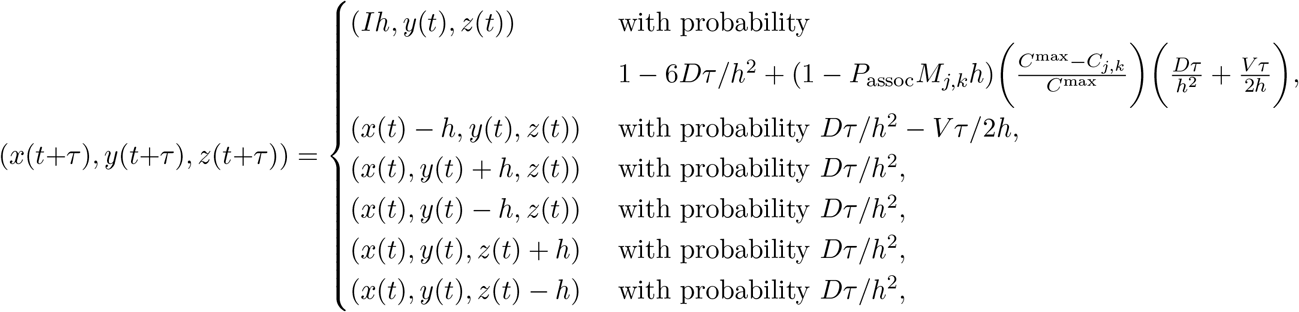 (Ih, y(t), z(t)) with probability
1 − 6Dτ/h² + (1 − P_assoc M_{j,k}h)((C^max − C_{j,k})/C^max)(Dτ/h² + Vτ/2h),
(x(t+τ), y(t+τ), z(t+τ)) = { (x(t) − h, y(t), z(t)) with probability Dτ/h² − Vτ/2h,
(x(t), y(t) + h, z(t)) with probability Dτ/h²,
(x(t), y(t) − h, z(t)) with probability Dτ/h²,
(x(t), y(t), z(t) + h) with probability Dτ/h²,
(x(t), y(t), z(t) − h) with probability Dτ/h²,